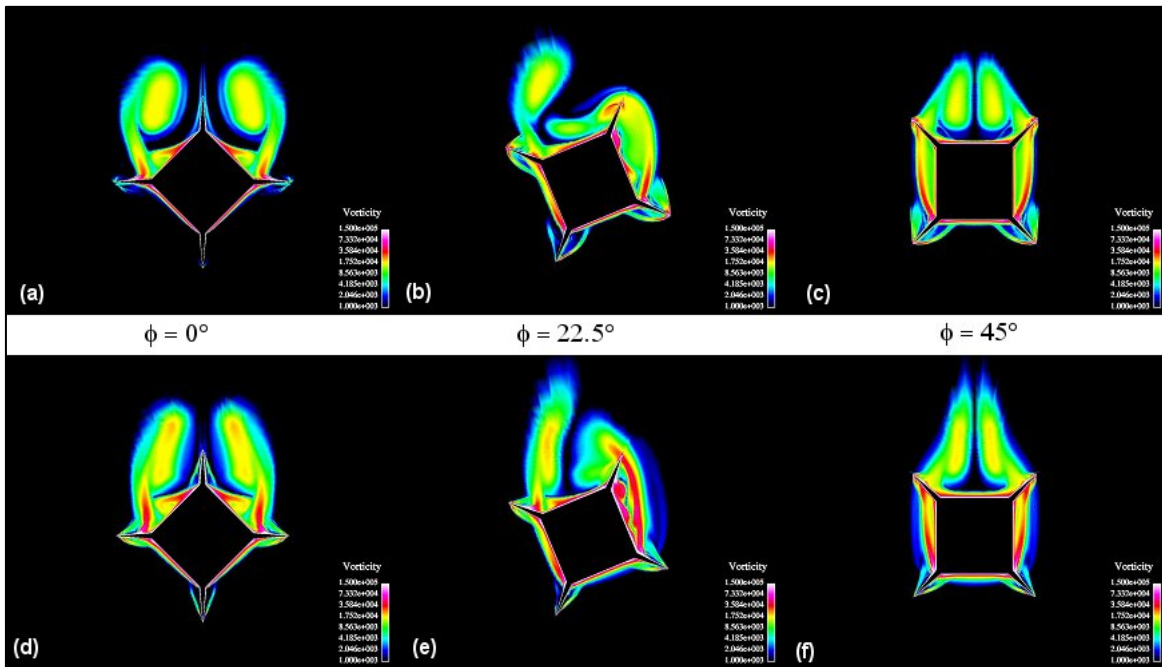 Vorticity
1.500e+005
7.332e+004
3.584e+004
1.752e+004
8.563e+003
4.185e+003
2.046e+003
1.000e+003
(a)
Vorticity
1.500e+005
7.332e+004
3.584e+004
1.752e+004
8.563e+003
4.185e+003
2.046e+003
1.000e+003
(b)
Vorticity
1.500e+005
7.332e+004
3.584e+004
1.752e+004
8.563e+003
4.185e+003
2.046e+003
1.000e+003
(c)
ϕ = 0°
ϕ = 22.5°
ϕ = 45°
Vorticity
1.500e+005
7.332e+004
3.584e+004
1.752e+004
8.563e+003
4.185e+003
2.046e+003
1.000e+003
(d)
Vorticity
1.500e+005
7.332e+004
3.584e+004
1.752e+004
8.563e+003
4.185e+003
2.046e+003
1.000e+003
(e)
Vorticity
1.500e+005
7.332e+004
3.584e+004
1.752e+004
8.563e+003
4.185e+003
2.046e+003
1.000e+003
(f)